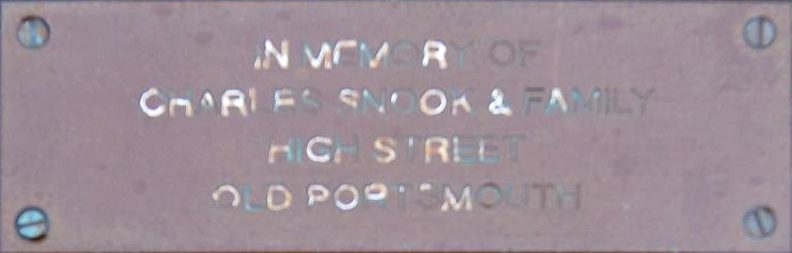 IN MEMORY OF
CHARLES SNOOK & FAMILY
HIGH STREET
OLD PORTSMOUTH